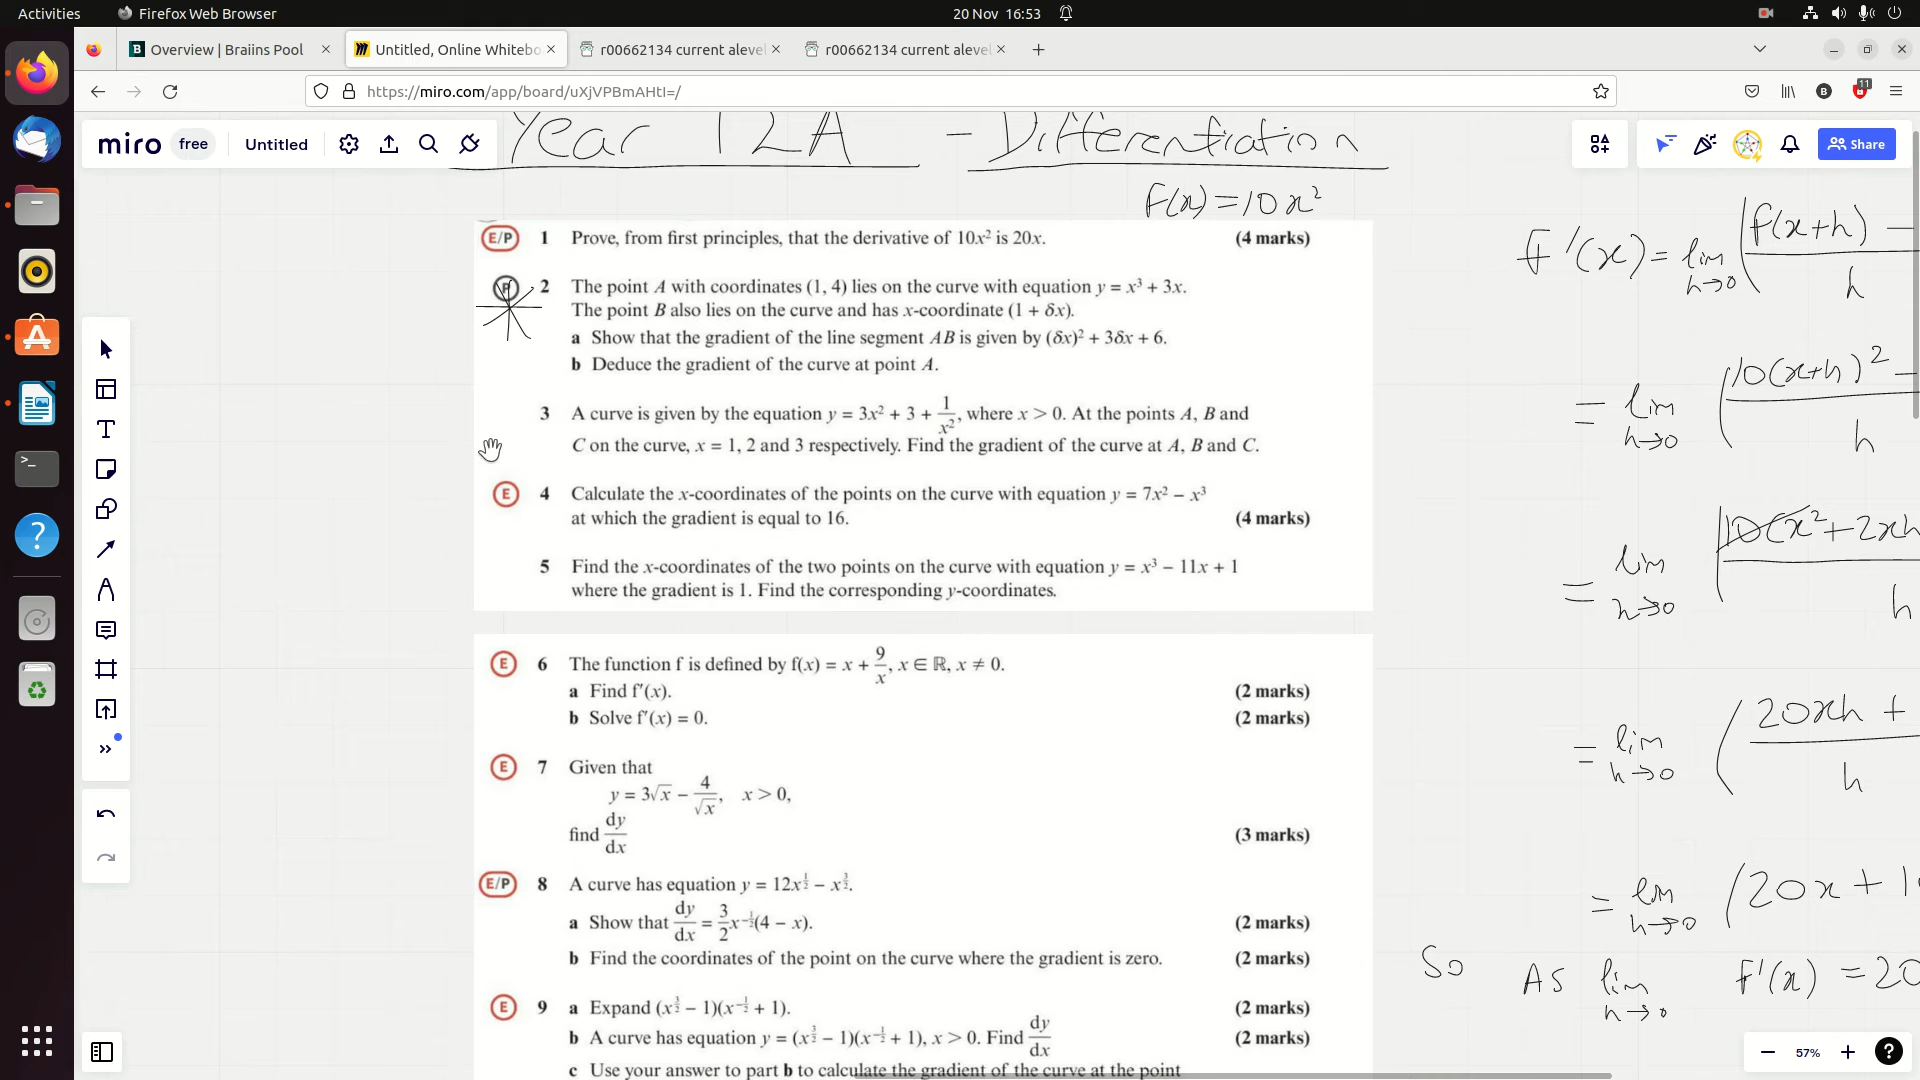 Activities Firefox Web Browser 20 Nov 16:53
Overview | Braiins Pool Untitled, Online Whitebo r00662134 current alevel r00662134 current alevel
https://miro.com/app/board/uXjVPBmAHtI=/ 11
miro free Untitled Share
Year 12A - Differentiation
f(x)=10x²
E/P 1 Prove, from first principles, that the derivative of 10x² is 20x. (4 marks)
P 2 The point A with coordinates (1, 4) lies on the curve with equation y = x³ + 3x.
The point B also lies on the curve and has x-coordinate (1 + δx).
a Show that the gradient of the line segment AB is given by (δx)² + 3δx + 6.
b Deduce the gradient of the curve at point A.
3 A curve is given by the equation y = 3x² + 3 + 1/x², where x > 0. At the points A, B and
C on the curve, x = 1, 2 and 3 respectively. Find the gradient of the curve at A, B and C.
E 4 Calculate the x-coordinates of the points on the curve with equation y = 7x² − x³
at which the gradient is equal to 16. (4 marks)
5 Find the x-coordinates of the two points on the curve with equation y = x³ − 11x + 1
where the gradient is 1. Find the corresponding y-coordinates.
E 6 The function f is defined by f(x) = x + 9/x, x ∈ ℝ, x ≠ 0.
a Find f′(x). (2 marks)
b Solve f′(x) = 0. (2 marks)
E 7 Given that
y = 3√x − 4/√x, x > 0,
find dy/dx (3 marks)
E/P 8 A curve has equation y = 12x^½ − x^(3/2).
a Show that dy/dx = 3/2 x^−½(4 − x). (2 marks)
b Find the coordinates of the point on the curve where the gradient is zero. (2 marks)
E 9 a Expand (x^(3/2) − 1)(x^−½ + 1). (2 marks)
b A curve has equation y = (x^(3/2) − 1)(x^−½ + 1), x > 0. Find dy/dx (2 marks)
c Use your answer to part b to calculate the gradient of the curve at the point
f′(x) = lim h→0 (f(x+h) − / h
= lim h→0 (10(x+h)² − / h
= lim h→0 (10(x²+2xh / h
= lim h→0 (20xh + / h
= lim h→0 (20x + 1
So As lim h→0 f′(x) = 20
57%